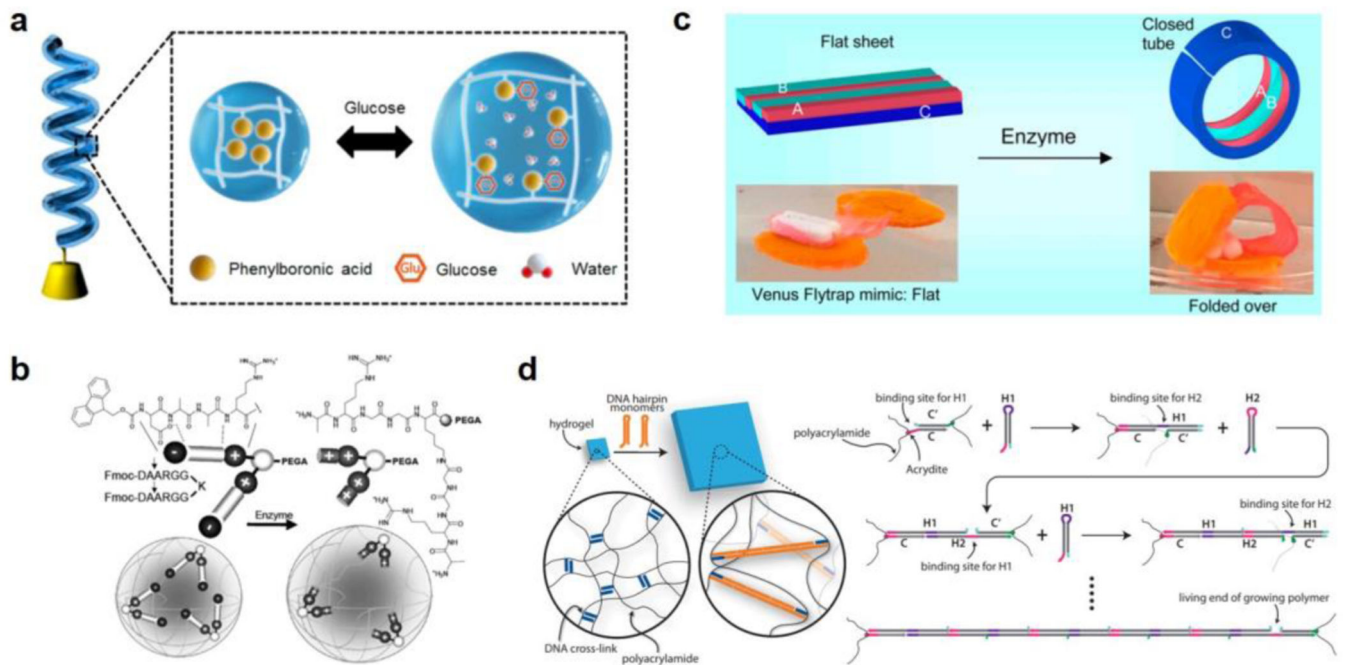 a
Glucose
Phenylboronic acid
Glu
Glucose
Water
c
Flat sheet
B
A
C
Enzyme
Closed
tube
C
A
B
Venus Flytrap mimic: Flat
Folded over
b
PEGA
PEGA
PEGA
Fmoc-DAARGG
K
Fmoc-DAARGG
Enzyme
d
DNA hairpin
monomers
hydrogel
DNA cross-link
polyacrylamide
binding site for H1
C'
H1
polyacrylamide
C
Acrydite
+
binding site for H2
H1
H2
C
C'
+
H1
C'
H1
C
H2
+
binding site for H1
binding site for H2
H1
H1
C
H2
C'
living end of growing polymer